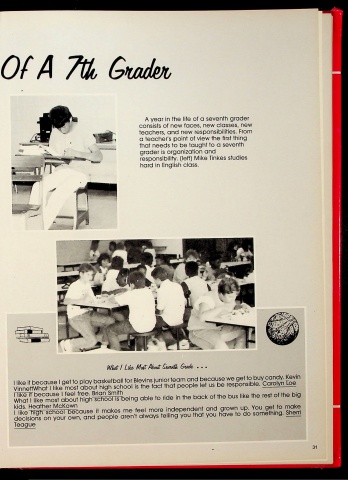 Of A 7th Grader
A year in the life of a seventh grader
consists of new faces, new classes, new
teachers, and new responsibilities. From
a teacher's point of view the first thing
that needs to be taught to a seventh
grader is organization and
responsibility. (left) Mike Tinkes studies
hard in English class.
What I Like Most About Seventh Grade . . .
I like it because I get to play basketball for Blevins junior team and because we get to buy candy. Kevin
VinnettWhat I like most about high school is the fact that people let us be responsible. Carolyn Loe
I like it because I feel free. Brian Smith
What I like most about high school is being able to ride in the back of the bus like the rest of the big
kids. Heather McKown
I like high school because it makes me feel more independent and grown up. You get to make
decisions on your own, and people aren't always telling you that you have to do something. Sherri
Teague
31